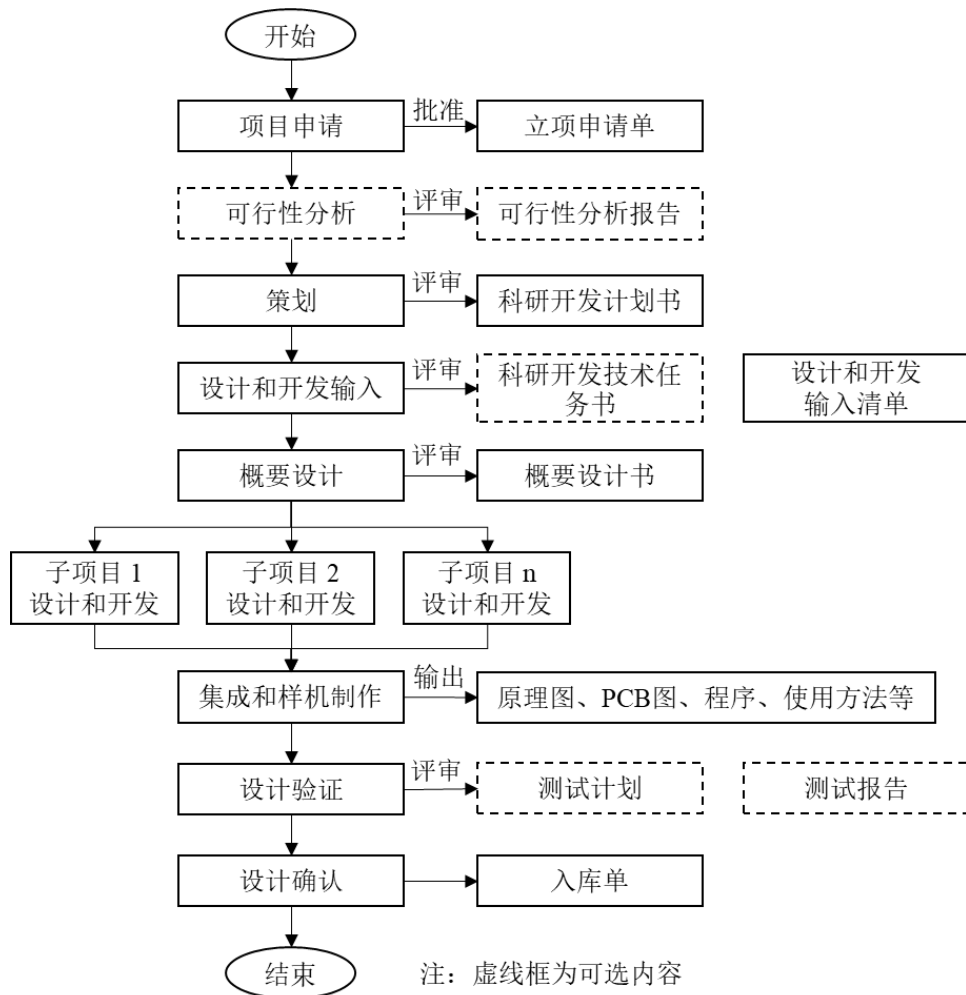 开始
项目申请
批准
立项申请单
可行性分析
评审
可行性分析报告
策划
评审
科研开发计划书
设计和开发输入
评审
科研开发技术任
务书
设计和开发
输入清单
概要设计
评审
概要设计书
子项目 1
设计和开发
子项目 2
设计和开发
子项目 n
设计和开发
集成和样机制作
输出
原理图、PCB图、程序、使用方法等
设计验证
评审
测试计划
测试报告
设计确认
入库单
结束
注：虚线框为可选内容